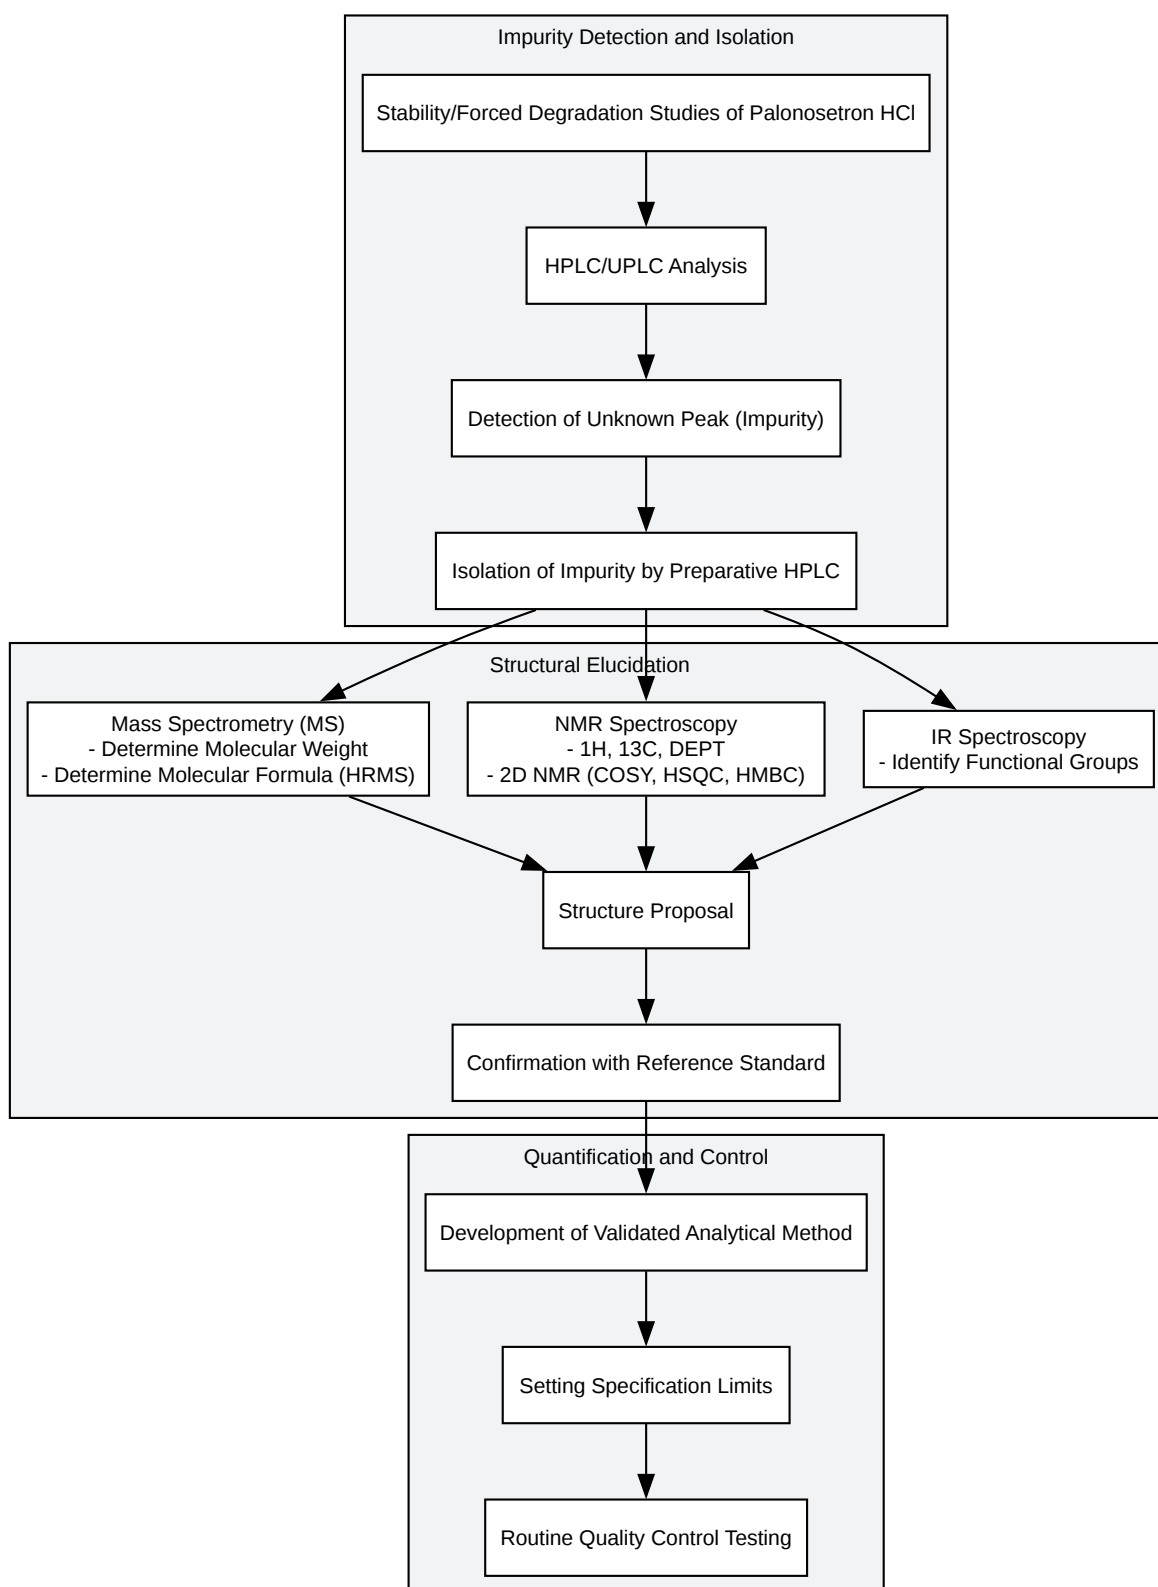 Impurity Detection and Isolation
Stability/Forced Degradation Studies of Palonosetron HCl
HPLC/UPLC Analysis
Detection of Unknown Peak (Impurity)
Isolation of Impurity by Preparative HPLC
Structural Elucidation
Mass Spectrometry (MS)
- Determine Molecular Weight
- Determine Molecular Formula (HRMS)
NMR Spectroscopy
- 1H, 13C, DEPT
- 2D NMR (COSY, HSQC, HMBC)
IR Spectroscopy
- Identify Functional Groups
Structure Proposal
Confirmation with Reference Standard
Quantification and Control
Development of Validated Analytical Method
Setting Specification Limits
Routine Quality Control Testing